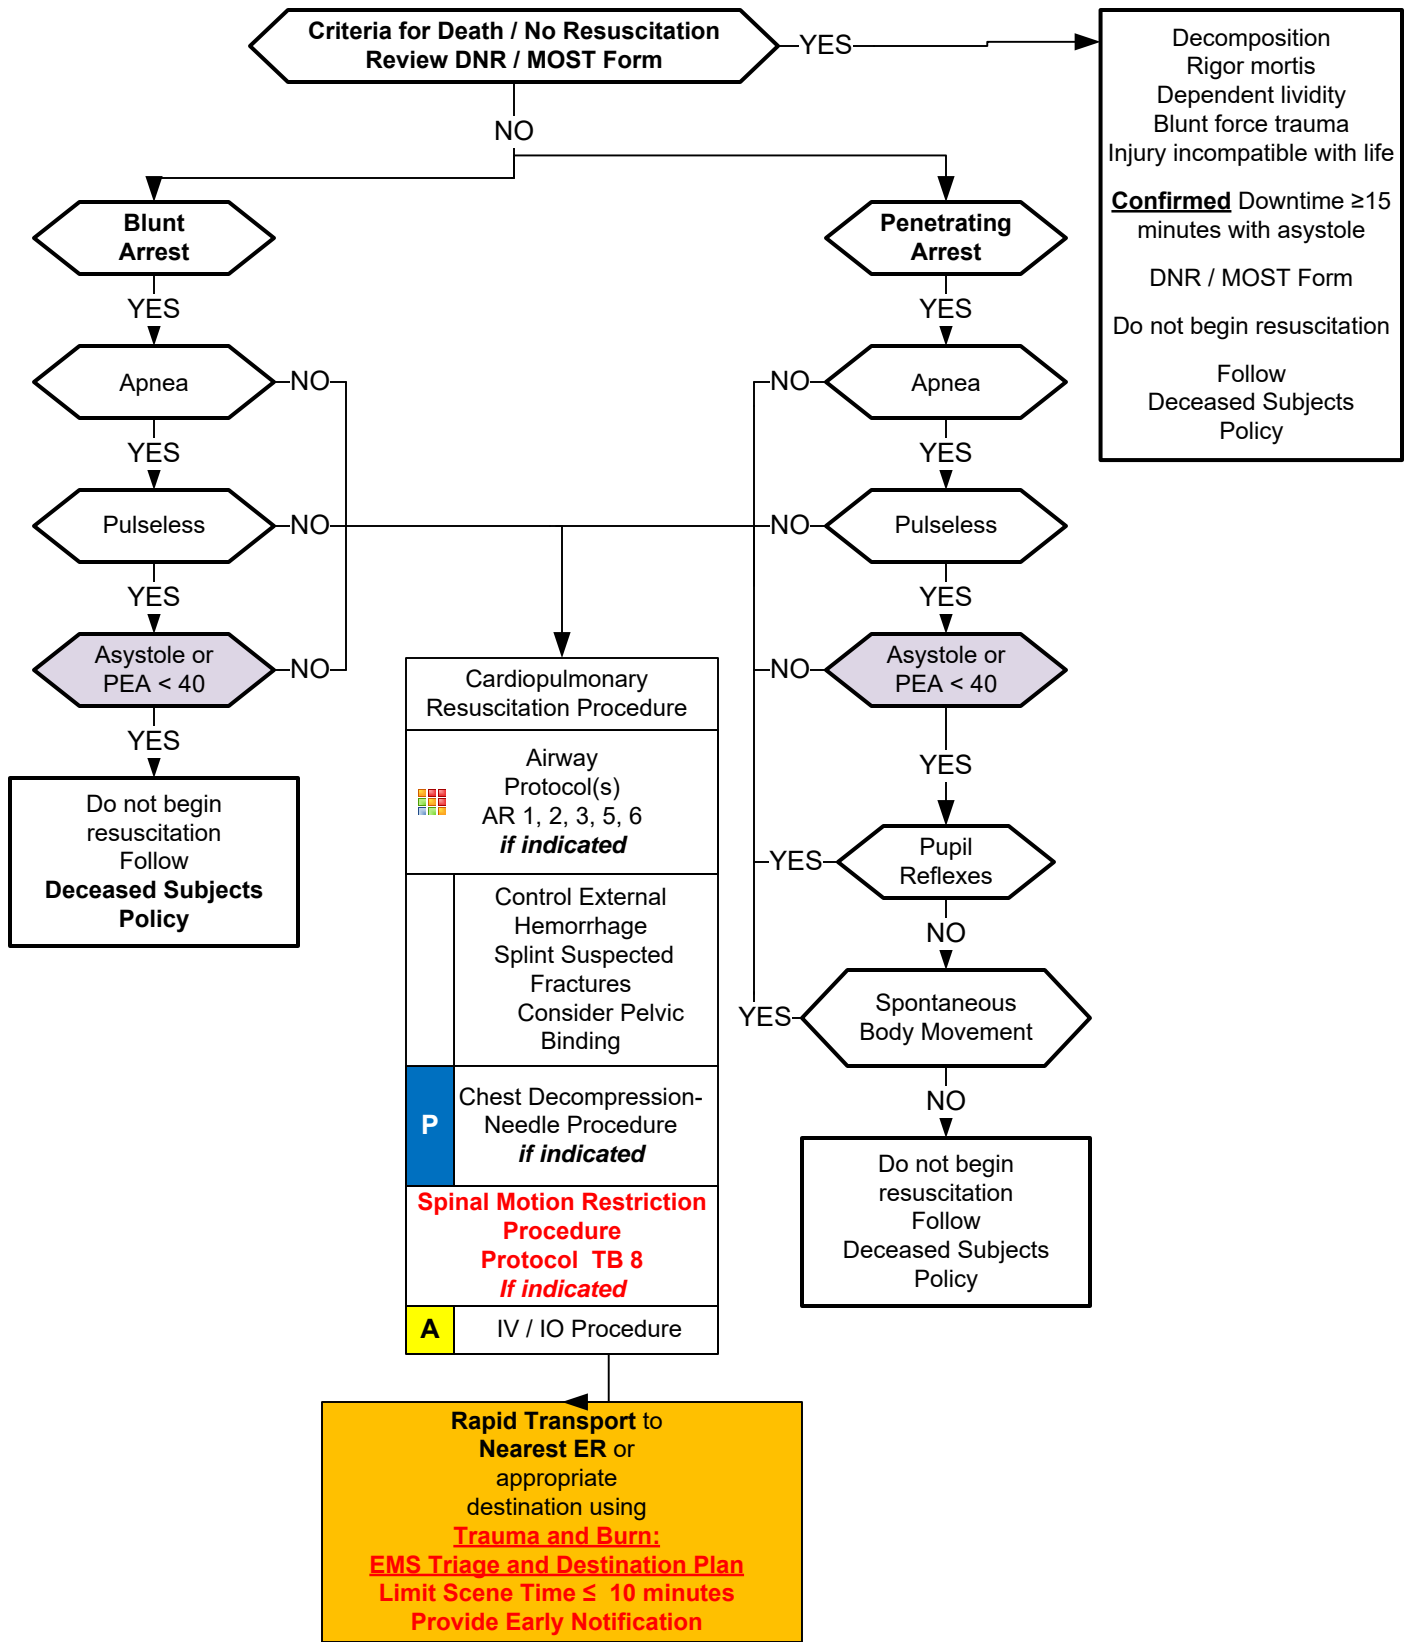 Criteria for Death / No Resuscitation
Review DNR / MOST Form
YES
Decomposition
Rigor mortis
Dependent lividity
Blunt force trauma
Injury incompatible with life
Confirmed Downtime ≥15
minutes with asystole
DNR / MOST Form
Do not begin resuscitation
Follow
Deceased Subjects
Policy
NO
Blunt
Arrest
YES
Apnea
NO
YES
Pulseless
NO
YES
Asystole or
PEA < 40
NO
YES
Do not begin
resuscitation
Follow
Deceased Subjects
Policy
Penetrating
Arrest
YES
Apnea
NO
YES
Pulseless
NO
YES
Asystole or
PEA < 40
NO
YES
Pupil
Reflexes
YES
NO
Spontaneous
Body Movement
YES
NO
Do not begin
resuscitation
Follow
Deceased Subjects
Policy
Cardiopulmonary
Resuscitation Procedure
Airway
Protocol(s)
AR 1, 2, 3, 5, 6
if indicated
Control External
Hemorrhage
Splint Suspected
Fractures
Consider Pelvic
Binding
P
Chest Decompression-
Needle Procedure
if indicated
Spinal Motion Restriction
Procedure
Protocol TB 8
If indicated
A
IV / IO Procedure
Rapid Transport to
Nearest ER or
appropriate
destination using
Trauma and Burn:
EMS Triage and Destination Plan
Limit Scene Time ≤ 10 minutes
Provide Early Notification